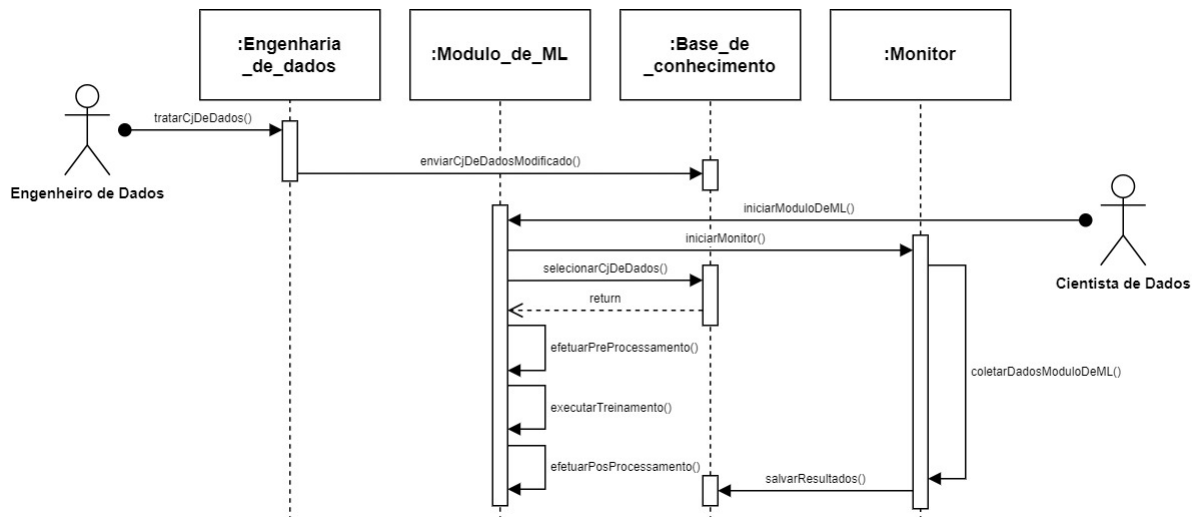 :Engenharia
_de_dados
:Modulo_de_ML
:Base_de
_conhecimento
:Monitor
tratarCjDeDados()
enviarCjDeDadosModificado()
Engenheiro de Dados
iniciarModuloDeML()
iniciarMonitor()
selecionarCjDeDados()
Cientista de Dados
return
efetuarPreProcessamento()
coletarDadosModuloDeML()
executarTreinamento()
efetuarPosProcessamento()
salvarResultados()